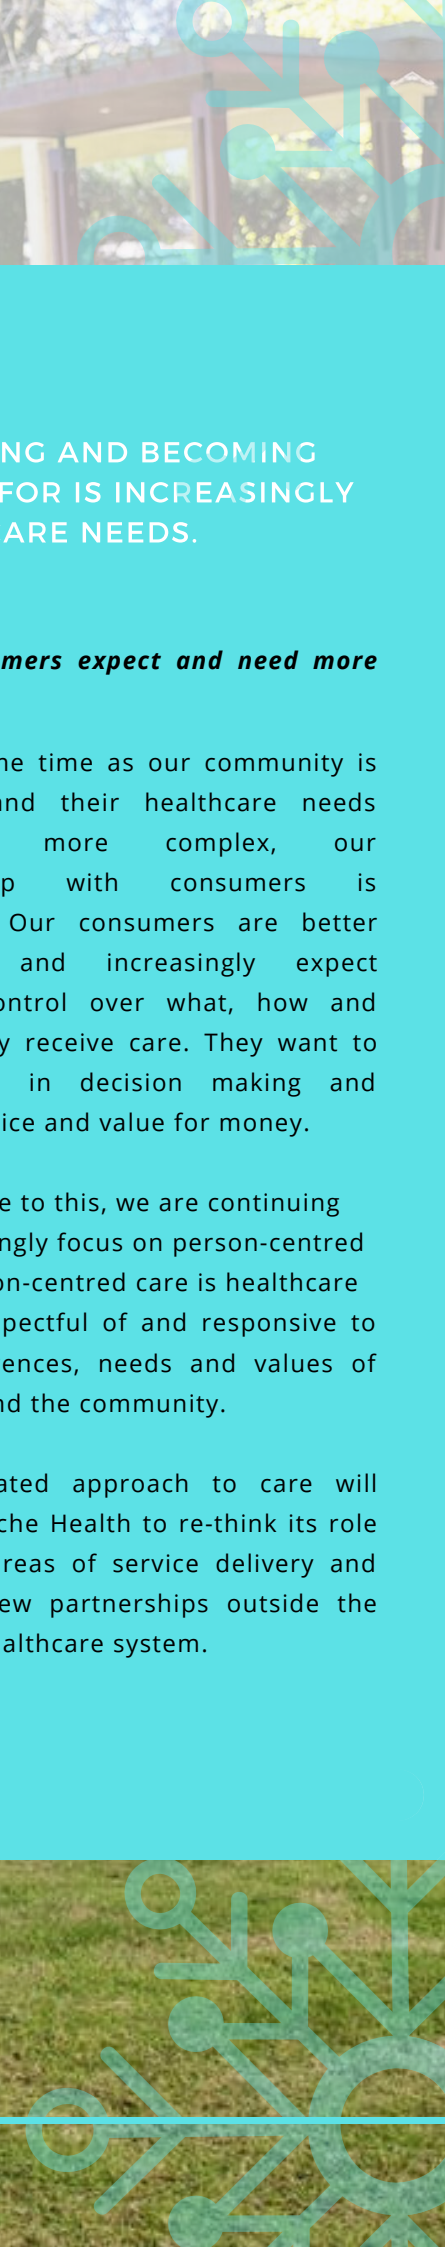 NG AND BECOMING
FOR IS INCREASINGLY
ARE NEEDS.
mers expect and need more
ne time as our community is
and their healthcare needs
more complex, our
p with consumers is
Our consumers are better
and increasingly expect
ontrol over what, how and
y receive care. They want to
in decision making and
ice and value for money.
e to this, we are continuing
ngly focus on person-centred
on-centred care is healthcare
pectful of and responsive to
ences, needs and values of
nd the community.
ated approach to care will
che Health to re-think its role
reas of service delivery and
ew partnerships outside the
althcare system.